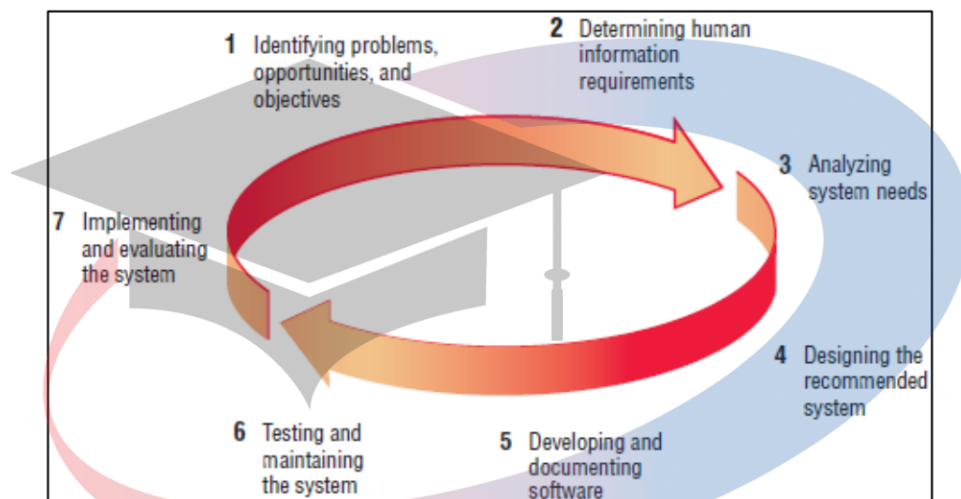 1 Identifying problems,
opportunities, and
objectives
2 Determining human
information
requirements
3 Analyzing
system needs
4 Designing the
recommended
system
5 Developing and
documenting
software
6 Testing and
maintaining
the system
7 Implementing
and evaluating
the system